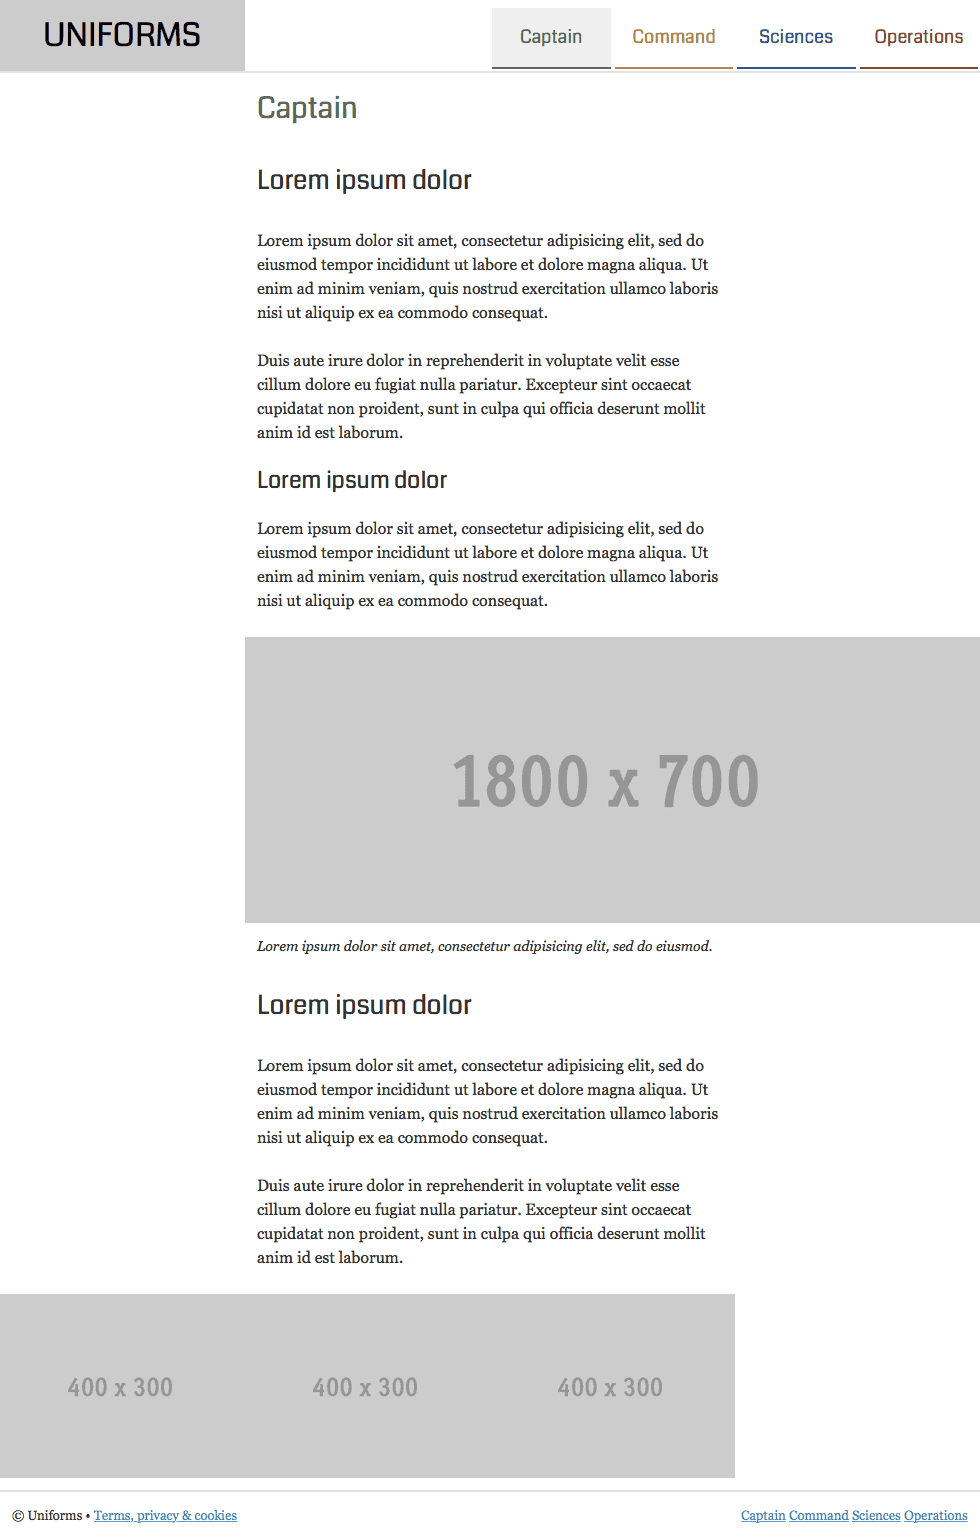 UNIFORMS
Captain
Command
Sciences
Operations
Captain
Lorem ipsum dolor
Lorem ipsum dolor sit amet, consectetur adipisicing elit, sed do
eiusmod tempor incididunt ut labore et dolore magna aliqua. Ut
enim ad minim veniam, quis nostrud exercitation ullamco laboris
nisi ut aliquip ex ea commodo consequat.
Duis aute irure dolor in reprehenderit in voluptate velit esse
cillum dolore eu fugiat nulla pariatur. Excepteur sint occaecat
cupidatat non proident, sunt in culpa qui officia deserunt mollit
anim id est laborum.
Lorem ipsum dolor
Lorem ipsum dolor sit amet, consectetur adipisicing elit, sed do
eiusmod tempor incididunt ut labore et dolore magna aliqua. Ut
enim ad minim veniam, quis nostrud exercitation ullamco laboris
nisi ut aliquip ex ea commodo consequat.
1800 x 700
Lorem ipsum dolor sit amet, consectetur adipisicing elit, sed do eiusmod.
Lorem ipsum dolor
Lorem ipsum dolor sit amet, consectetur adipisicing elit, sed do
eiusmod tempor incididunt ut labore et dolore magna aliqua. Ut
enim ad minim veniam, quis nostrud exercitation ullamco laboris
nisi ut aliquip ex ea commodo consequat.
Duis aute irure dolor in reprehenderit in voluptate velit esse
cillum dolore eu fugiat nulla pariatur. Excepteur sint occaecat
cupidatat non proident, sunt in culpa qui officia deserunt mollit
anim id est laborum.
400 x 300
400 x 300
400 x 300
© Uniforms • Terms, privacy & cookies
Captain Command Sciences Operations